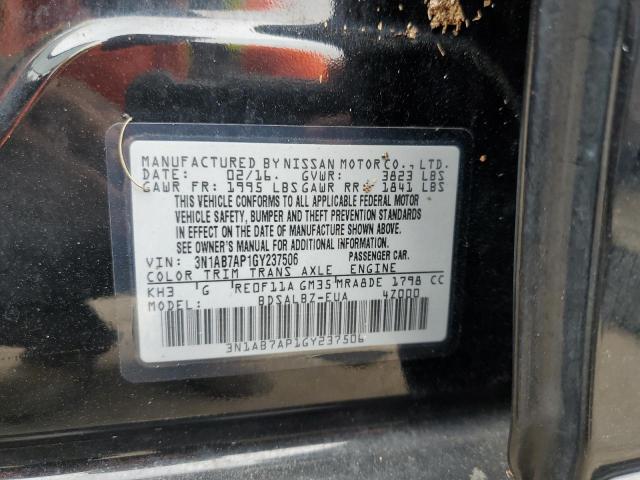 MANUFACTURED BY NISSAN MOTOR CO., LTD.
DATE: 02/16. GVWR: 3823 LBS
GAWR FR: 1995 LBS GAWR RR: 1841 LBS
THIS VEHICLE CONFORMS TO ALL APPLICABLE FEDERAL MOTOR
VEHICLE SAFETY, BUMPER AND THEFT PREVENTION STANDARDS
IN EFFECT ON THE DATE OF MANUFACTURE SHOWN ABOVE.
SEE OWNER'S MANUAL FOR ADDITIONAL INFORMATION.
VIN: 3N1AB7AP1GY237506 PASSENGER CAR.
COLOR TRIM TRANS AXLE ENGINE
KH3 G RE0F11A GM35 MRA8DE 1798 CC
MODEL: BDSALBZ-EUA 4Z000
3N1AB7AP1GY237506